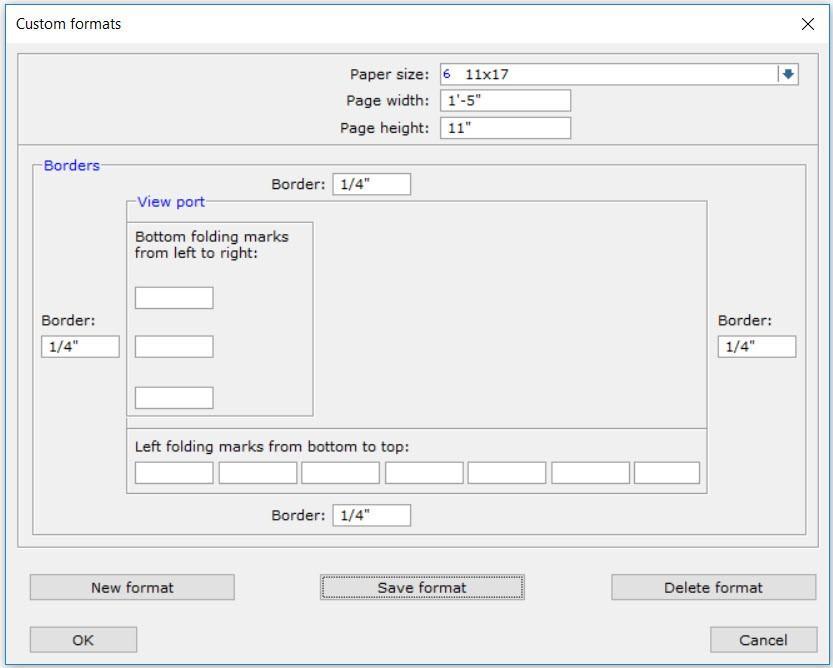 Custom formats
Paper size: 6 11x17
Page width: 1'-5"
Page height: 11"
Borders
Border: 1/4"
View port
Bottom folding marks
from left to right:
Border:
1/4"
Border:
1/4"
Left folding marks from bottom to top:
Border: 1/4"
New format
Save format
Delete format
OK
Cancel